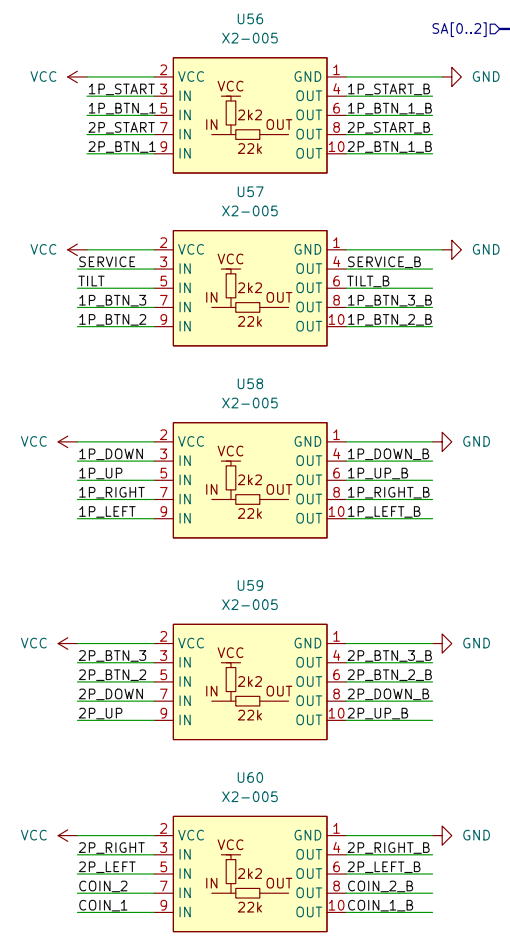 U56
SA[0..2]
X2-005
VCC 2 VCC GND 1 GND
1P_START 3 IN VCC OUT 4 1P_START_B
1P_BTN_1 5 IN 2k2 OUT 6 1P_BTN_1_B
2P_START 7 IN IN OUT OUT 8 2P_START_B
2P_BTN_1 9 IN 22k OUT 10 2P_BTN_1_B
U57
X2-005
VCC 2 VCC GND 1 GND
SERVICE 3 IN VCC OUT 4 SERVICE_B
TILT 5 IN 2k2 OUT 6 TILT_B
1P_BTN_3 7 IN IN OUT OUT 8 1P_BTN_3_B
1P_BTN_2 9 IN 22k OUT 10 1P_BTN_2_B
U58
X2-005
VCC 2 VCC GND 1 GND
1P_DOWN 3 IN VCC OUT 4 1P_DOWN_B
1P_UP 5 IN 2k2 OUT 6 1P_UP_B
1P_RIGHT 7 IN IN OUT OUT 8 1P_RIGHT_B
1P_LEFT 9 IN 22k OUT 10 1P_LEFT_B
U59
X2-005
VCC 2 VCC GND 1 GND
2P_BTN_3 3 IN VCC OUT 4 2P_BTN_3_B
2P_BTN_2 5 IN 2k2 OUT 6 2P_BTN_2_B
2P_DOWN 7 IN IN OUT OUT 8 2P_DOWN_B
2P_UP 9 IN 22k OUT 10 2P_UP_B
U60
X2-005
VCC 2 VCC GND 1 GND
2P_RIGHT 3 IN VCC OUT 4 2P_RIGHT_B
2P_LEFT 5 IN 2k2 OUT 6 2P_LEFT_B
COIN_2 7 IN IN OUT OUT 8 COIN_2_B
COIN_1 9 IN 22k OUT 10 COIN_1_B